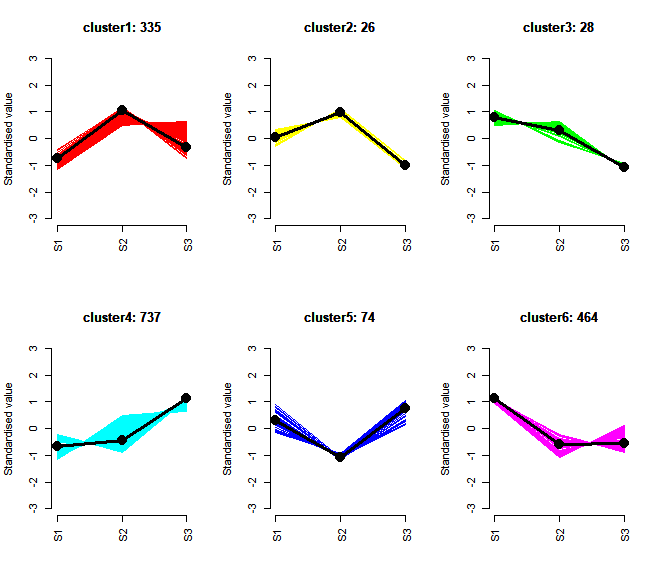 cluster1: 335
Standardised value
3
2
1
0
-1
-2
-3
S1
S2
S3
cluster2: 26
Standardised value
3
2
1
0
-1
-2
-3
S1
S2
S3
cluster3: 28
Standardised value
3
2
1
0
-1
-2
-3
S1
S2
S3
cluster4: 737
Standardised value
3
2
1
0
-1
-2
-3
S1
S2
S3
cluster5: 74
Standardised value
3
2
1
0
-1
-2
-3
S1
S2
S3
cluster6: 464
Standardised value
3
2
1
0
-1
-2
-3
S1
S2
S3